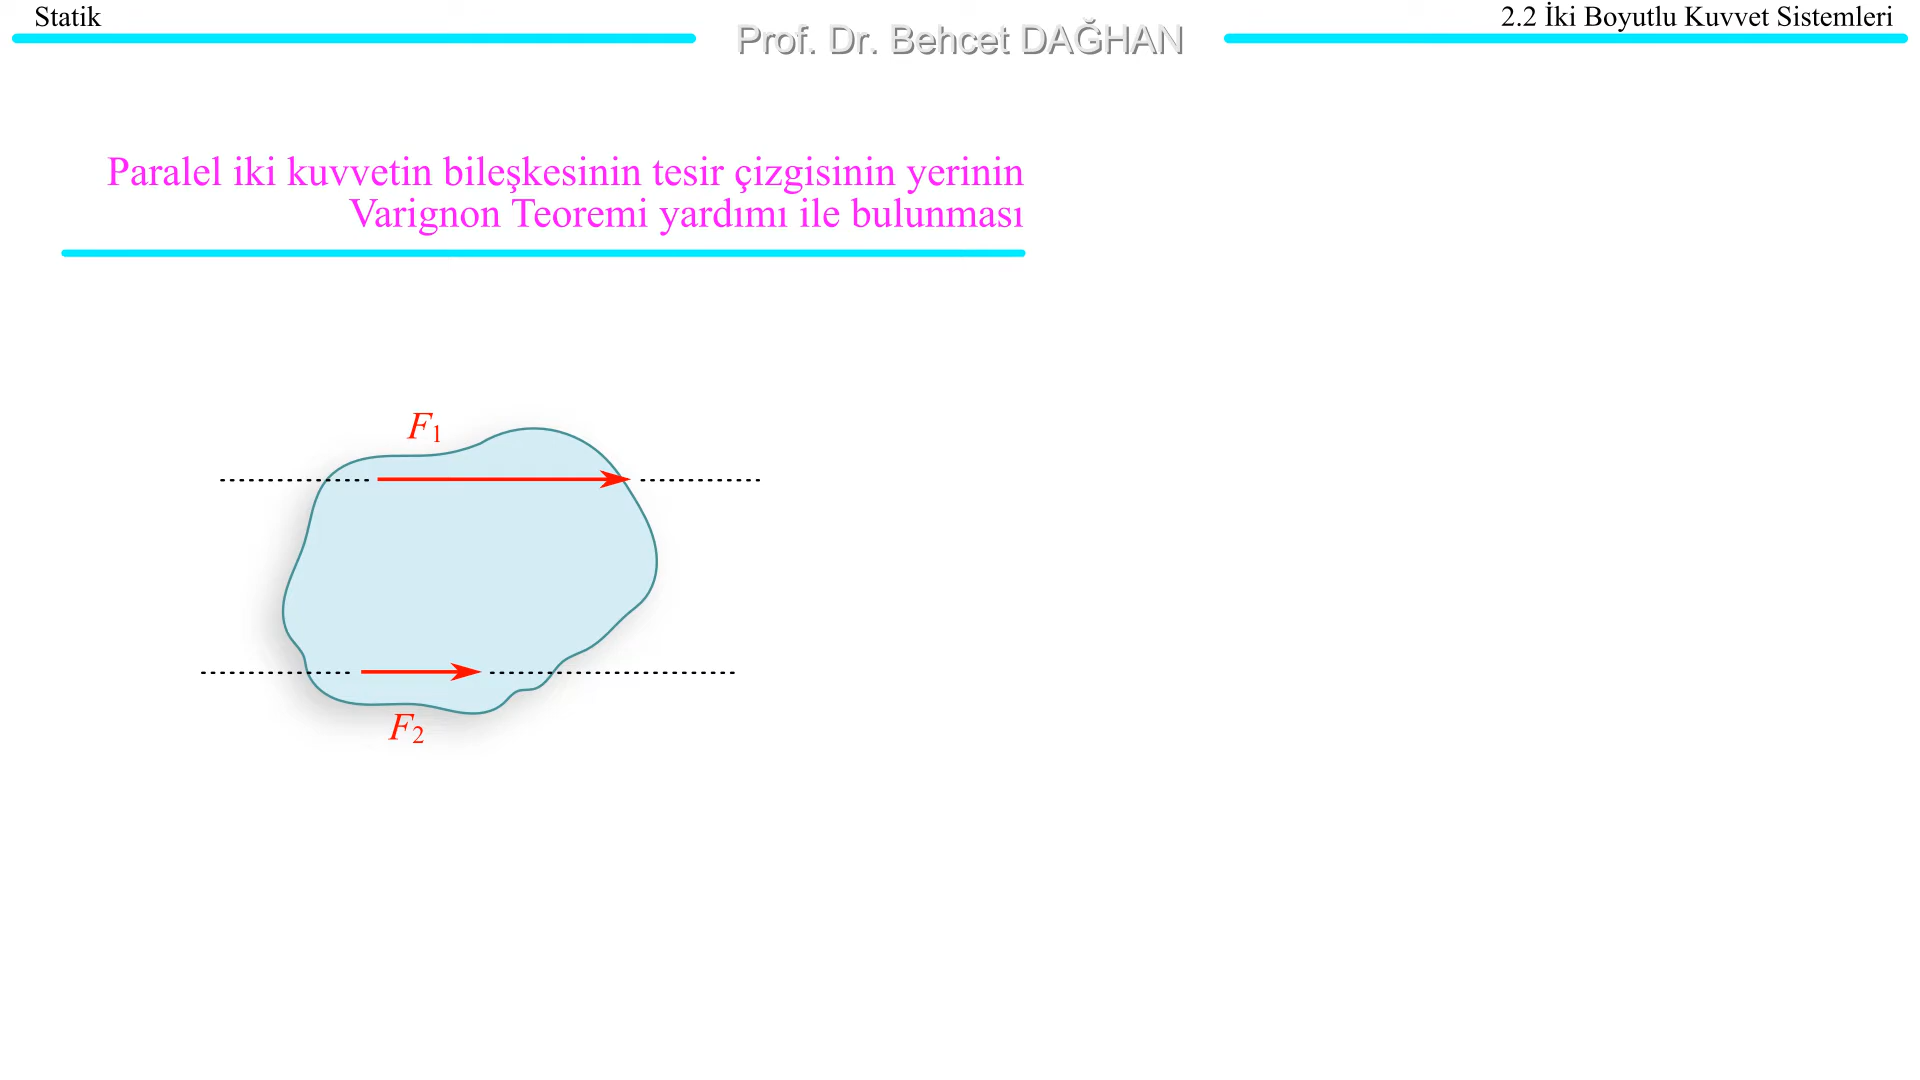 Statik
Prof. Dr. Behcet DAĞHAN
2.2 İki Boyutlu Kuvvet Sistemleri
Paralel iki kuvvetin bileşkesinin tesir çizgisinin yerinin
Varignon Teoremi yardımı ile bulunması
F1
F2